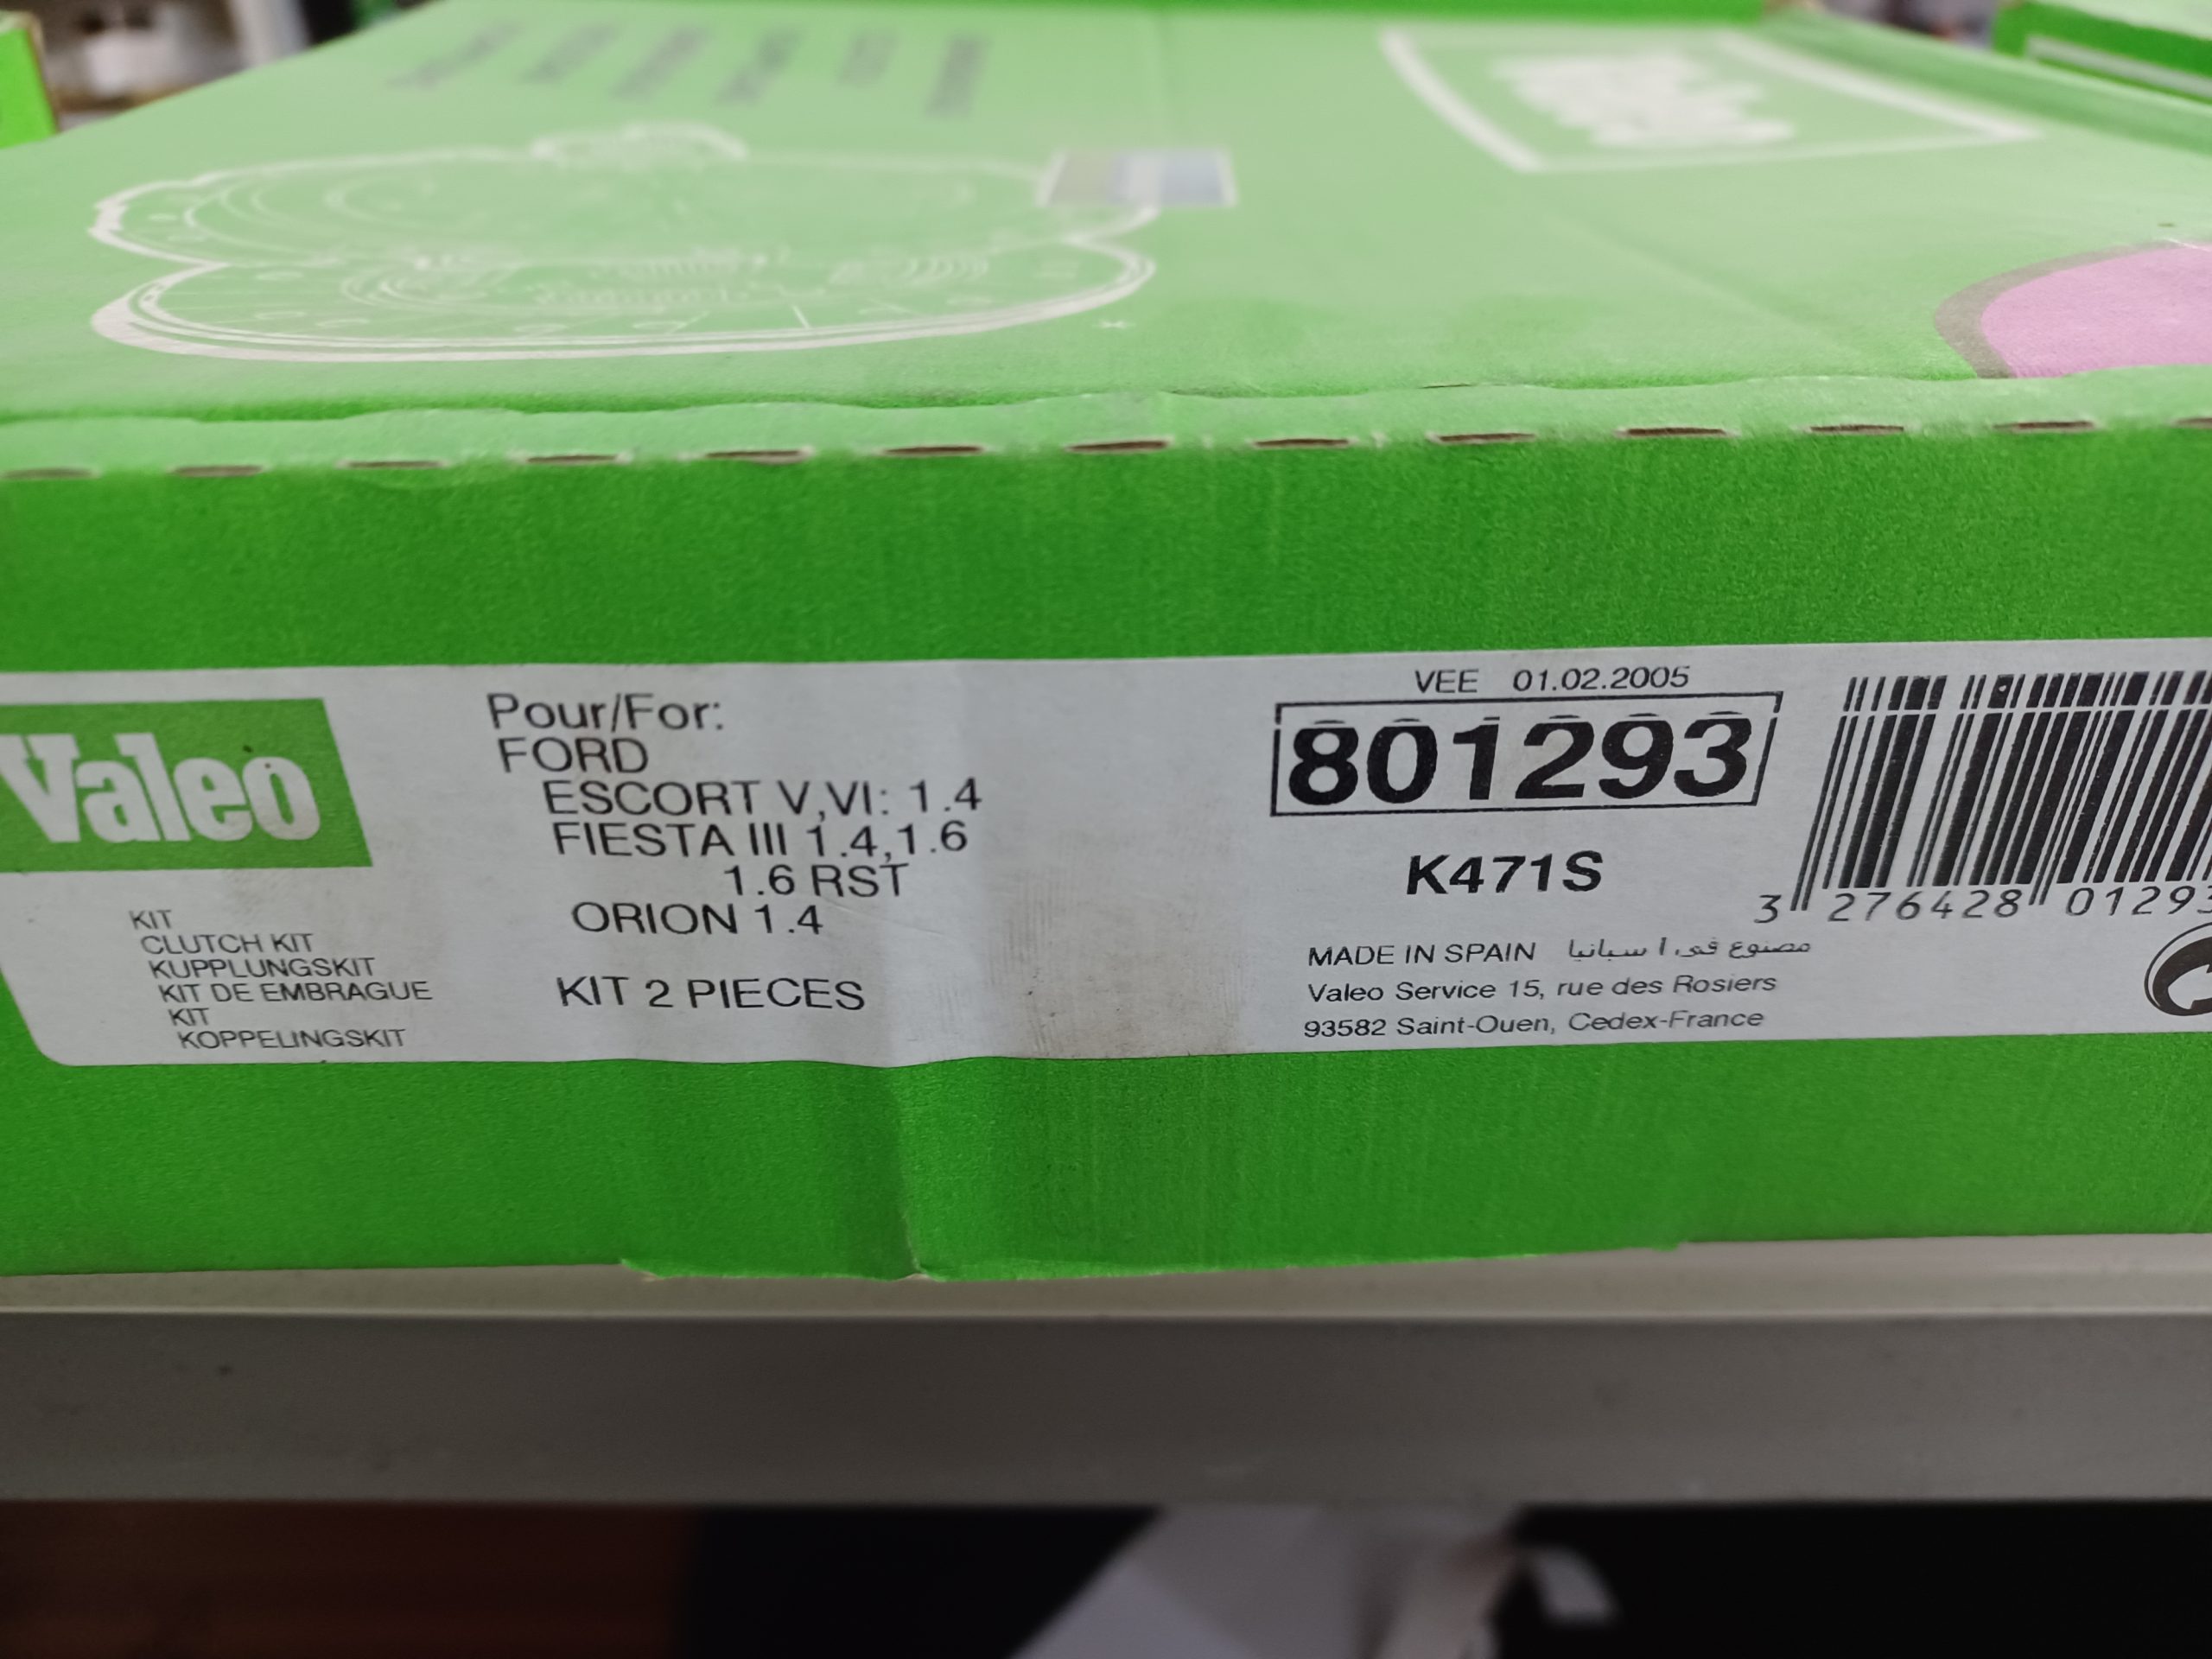 Valeo
KIT
CLUTCH KIT
KUPPLUNGSKIT
KIT DE EMBRAGUE
KIT
KOPPELINGSKIT
Pour/For:
FORD
ESCORT V,VI: 1.4
FIESTA III 1.4,1.6
1.6 RST
ORION 1.4
KIT 2 PIECES
VEE 01.02.2005
801293
K471S
3 276428 01293
MADE IN SPAIN مصنوع فى اسبانيا
Valeo Service 15, rue des Rosiers
93582 Saint-Ouen, Cedex-France